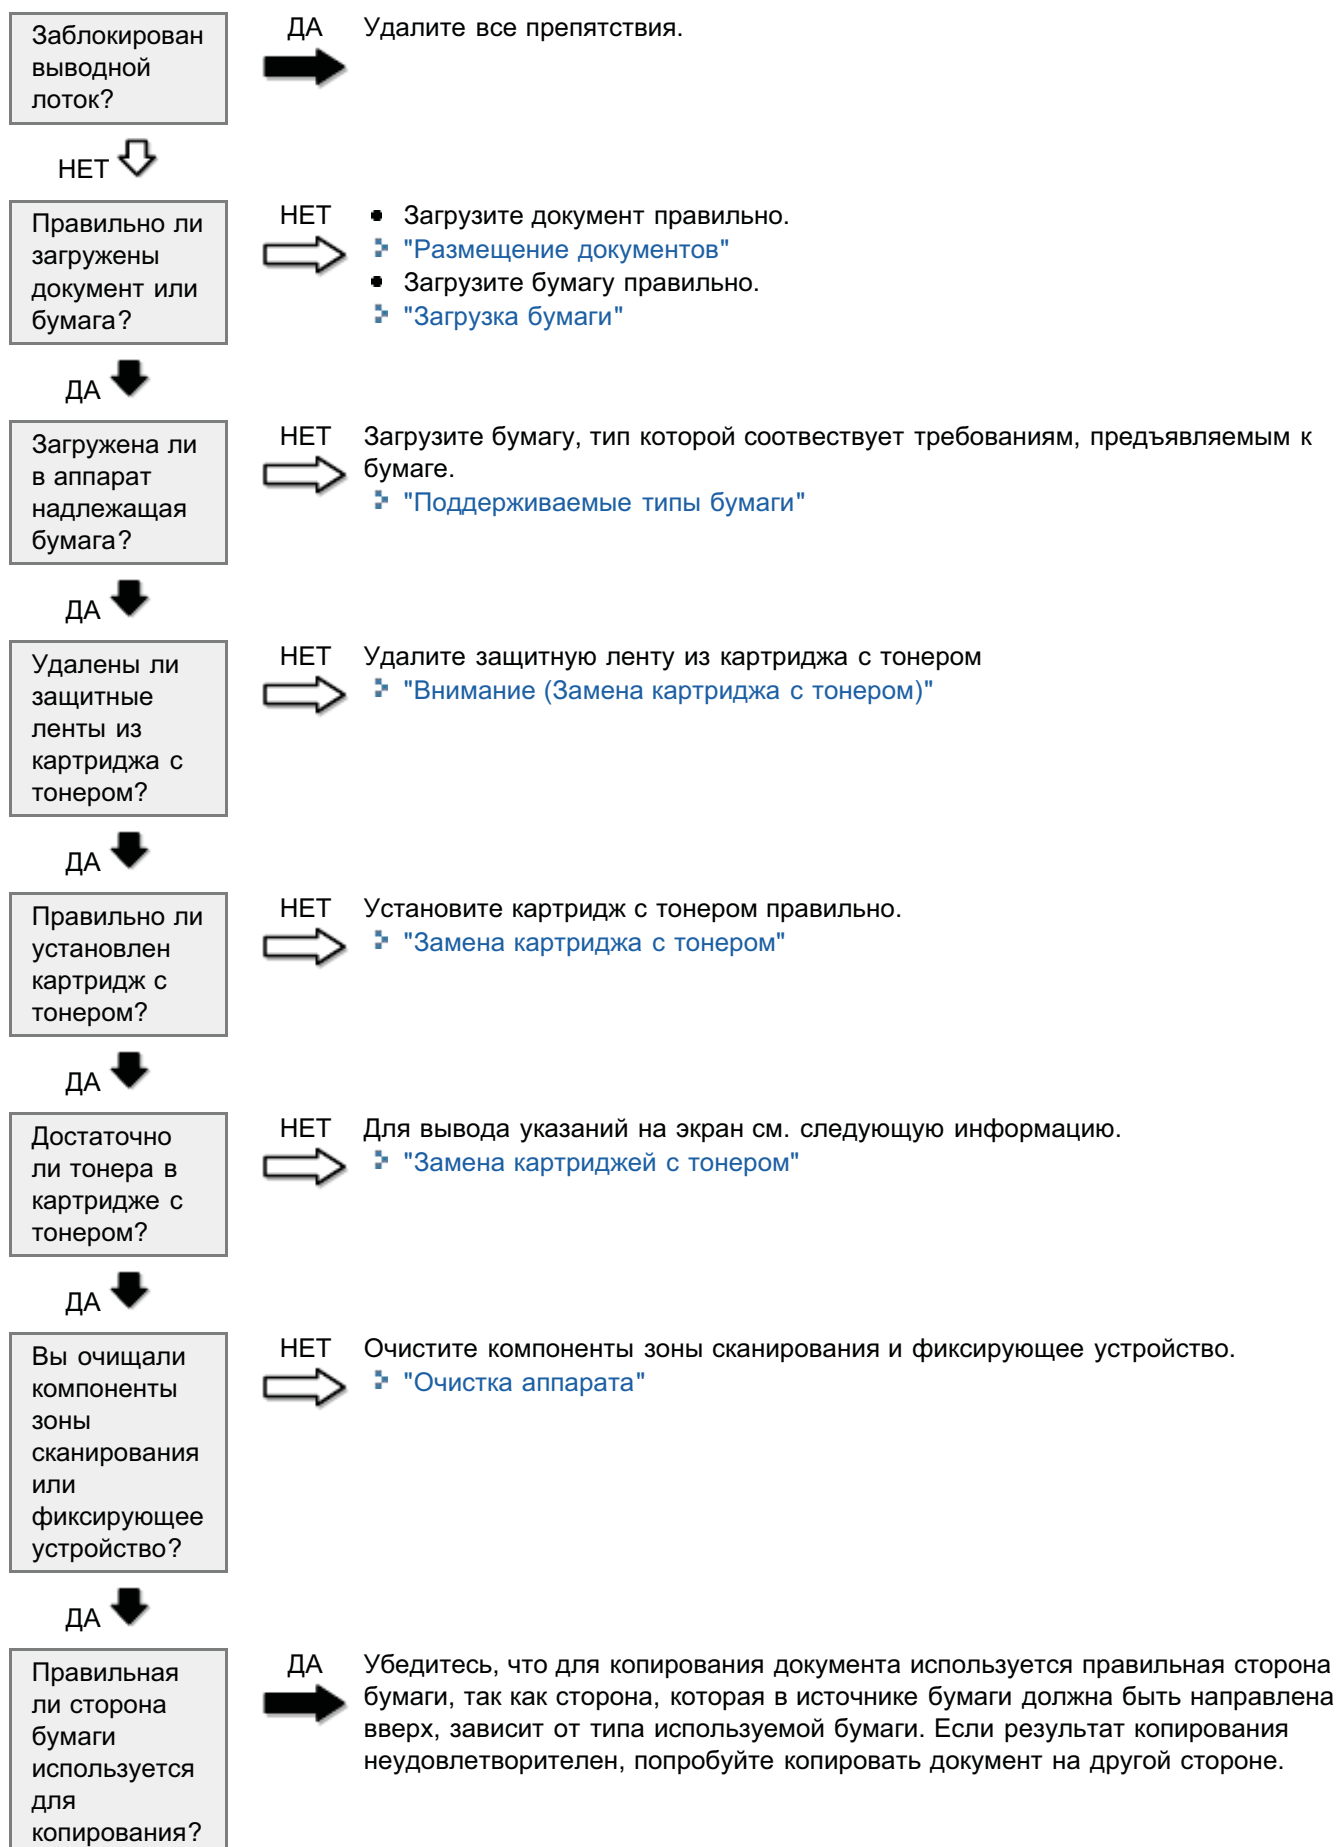 Заблокирован
выводной
лоток?
ДА
Удалите все препятствия.
НЕТ
Правильно ли
загружены
документ или
бумага?
НЕТ
Загрузите документ правильно.
"Размещение документов"
Загрузите бумагу правильно.
"Загрузка бумаги"
ДА
Загружена ли
в аппарат
надлежащая
бумага?
НЕТ
Загрузите бумагу, тип которой соотвествует требованиям, предъявляемым к
бумаге.
"Поддерживаемые типы бумаги"
ДА
Удалены ли
защитные
ленты из
картриджа с
тонером?
НЕТ
Удалите защитную ленту из картриджа с тонером
"Внимание (Замена картриджа с тонером)"
ДА
Правильно ли
установлен
картридж с
тонером?
НЕТ
Установите картридж с тонером правильно.
"Замена картриджа с тонером"
ДА
Достаточно
ли тонера в
картридже с
тонером?
НЕТ
Для вывода указаний на экран см. следующую информацию.
"Замена картриджей с тонером"
ДА
Вы очищали
компоненты
зоны
сканирования
или
фиксирующее
устройство?
НЕТ
Очистите компоненты зоны сканирования и фиксирующее устройство.
"Очистка аппарата"
ДА
Правильная
ли сторона
бумаги
используется
для
копирования?
ДА
Убедитесь, что для копирования документа используется правильная сторона
бумаги, так как сторона, которая в источнике бумаги должна быть направлена
вверх, зависит от типа используемой бумаги. Если результат копирования
неудовлетворителен, попробуйте копировать документ на другой стороне.